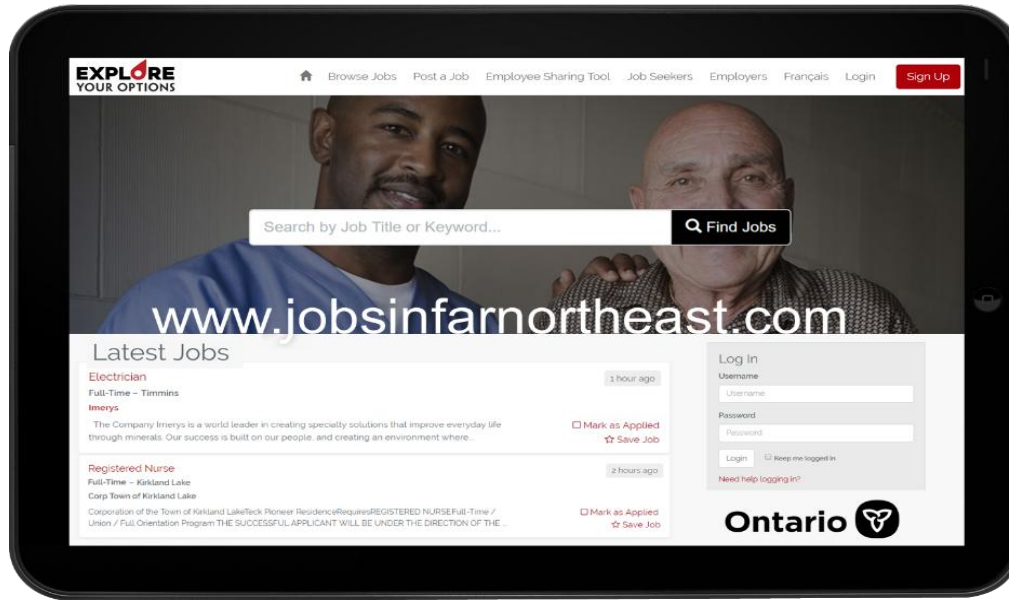 EXPLORE
YOUR OPTIONS
Browse Jobs Post a Job Employee Sharing Tool Job Seekers Employers Français Login Sign Up
Search by Job Title or Keyword... Find Jobs
www.jobsinfarnortheast.com
Latest Jobs
Electrician 1 hour ago
Full-Time – Timmins
Imerys
The Company Imerys is a world leader in creating specialty solutions that improve everyday life
through minerals. Our success is built on our people, and creating an environment where...
Mark as Applied
Save Job
Registered Nurse 2 hours ago
Full-Time – Kirkland Lake
Corp Town of Kirkland Lake
Corporation of the Town of Kirkland LakeTeck Pioneer ResidenceRequiresREGISTERED NURSEFull-Time /
Union / Full Orientation Program THE SUCCESSFUL APPLICANT WILL BE UNDER THE DIRECTION OF THE...
Mark as Applied
Save Job
Log In
Username
Username
Password
Password
Login Keep me logged in
Need help logging in?
Ontario